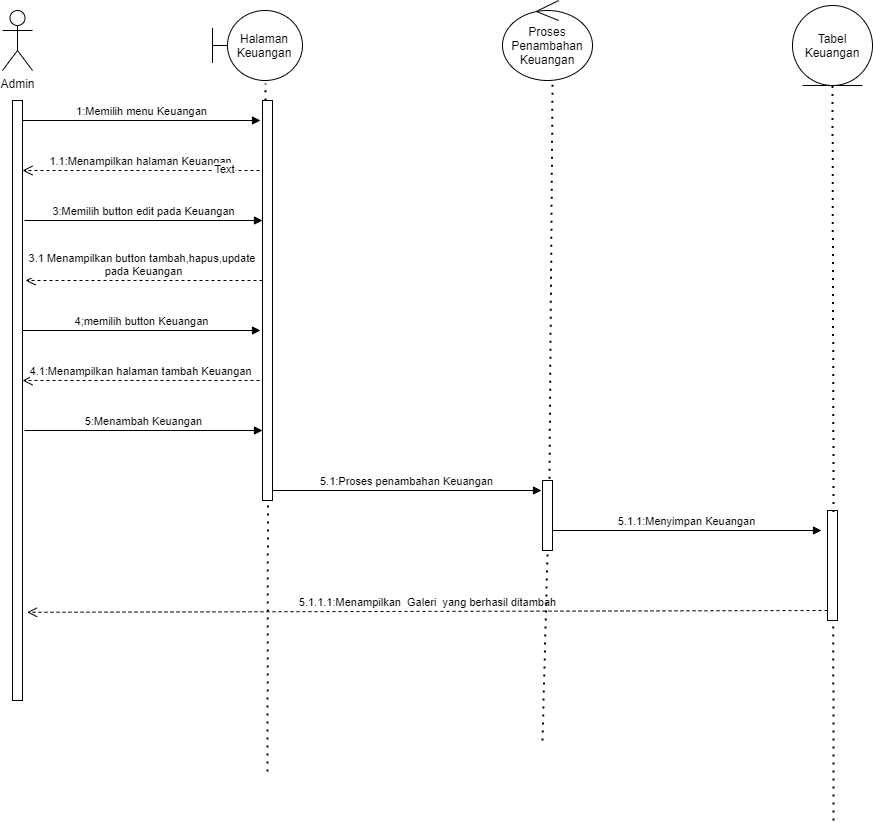 Admin
Halaman
Keuangan
Proses
Penambahan
Keuangan
Tabel
Keuangan
1:Memilih menu Keuangan
1.1:Menampilkan halaman Keuangan
Text
3:Memilih button edit pada Keuangan
3.1 Menampilkan button tambah,hapus,update
pada Keuangan
4;memilih button Keuangan
4.1:Menampilkan halaman tambah Keuangan
5:Menambah Keuangan
5.1:Proses penambahan Keuangan
5.1.1:Menyimpan Keuangan
5.1.1.1:Menampilkan  Galeri  yang berhasil ditambah